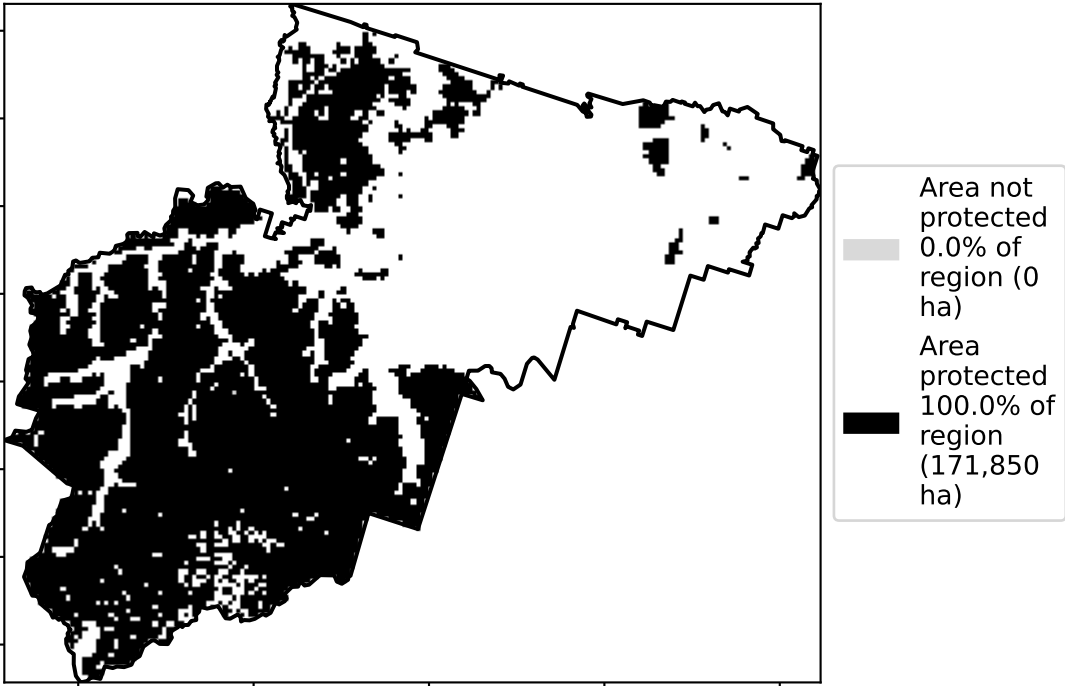 Area not
protected
0.0% of
region (0
ha)
Area
protected
100.0% of
region
(171,850
ha)